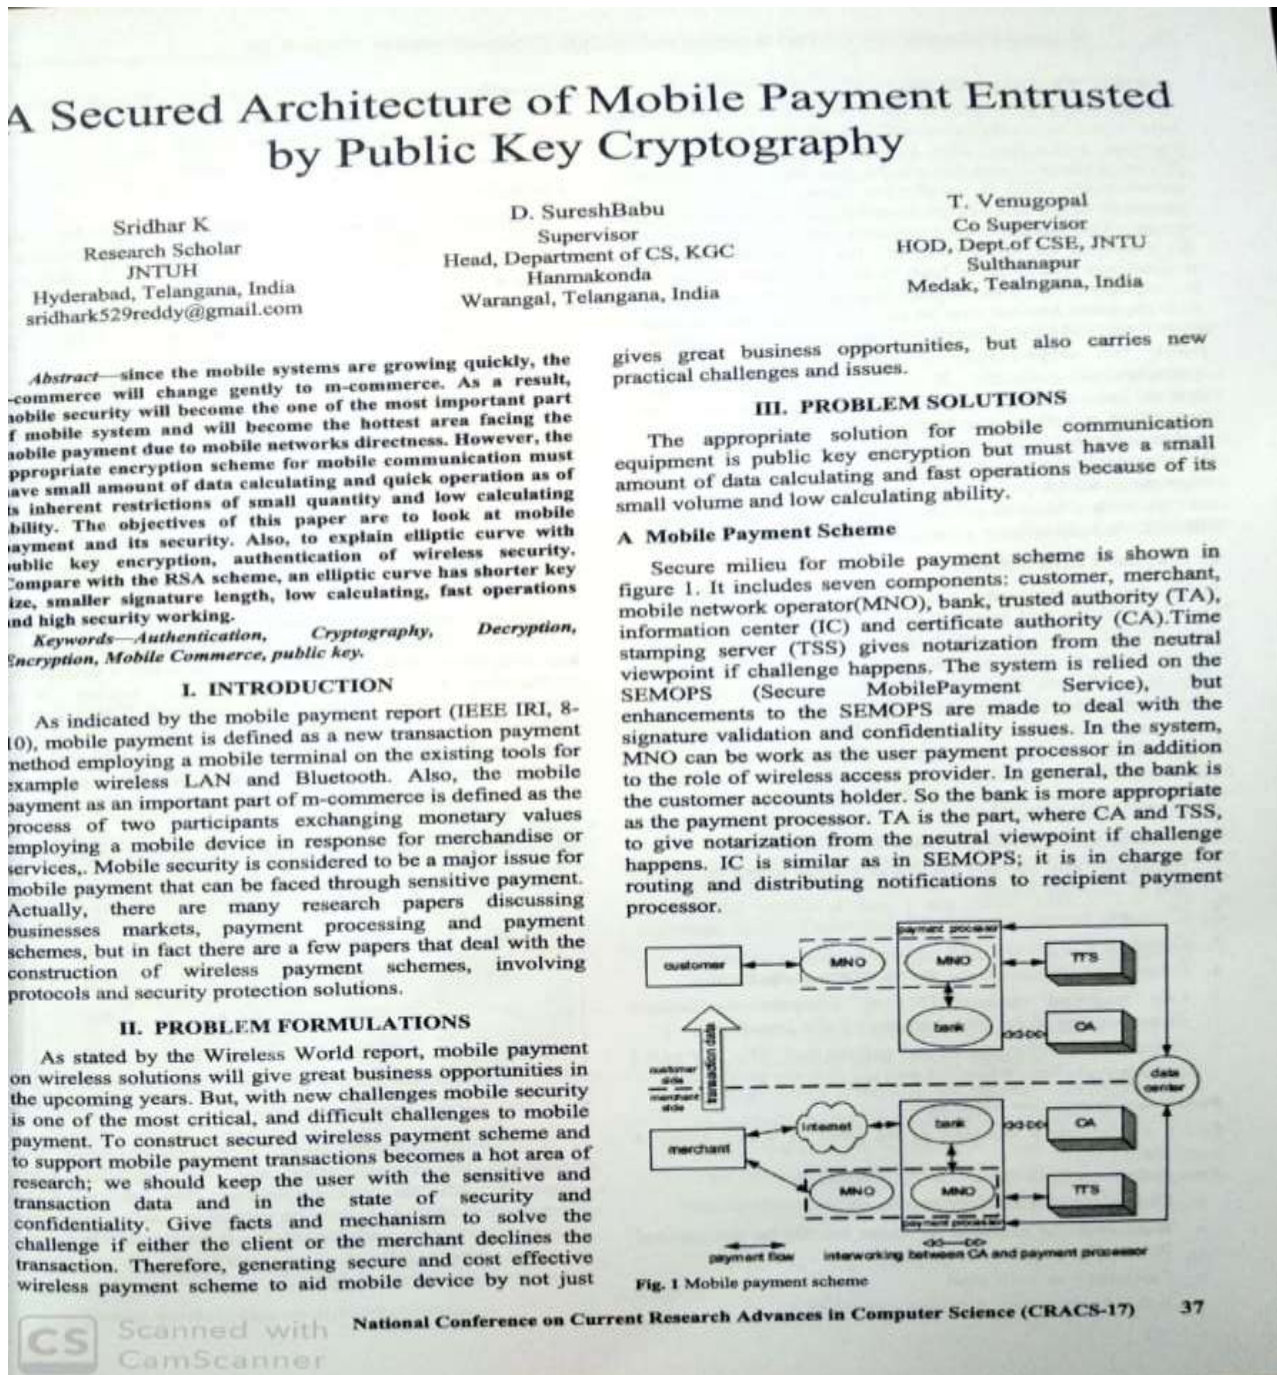 A Secured Architecture of Mobile Payment Entrusted
by Public Key Cryptography
Sridhar K
Research Scholar
JNTUH
Hyderabad, Telangana, India
sridhark529reddy@gmail.com
D. SureshBabu
Supervisor
Head, Department of CS, KGC
Hanmakonda
Warangal, Telangana, India
T. Venugopal
Co Supervisor
HOD, Dept.of CSE, JNTU
Sulthanapur
Medak, Tealngana, India
Abstract—since the mobile systems are growing quickly, the
-commerce will change gently to m-commerce. As a result,
obile security will become the one of the most important part
f mobile system and will become the hottest area facing the
obile payment due to mobile networks directness. However, the
ppropriate encryption scheme for mobile communication must
ave small amount of data calculating and quick operation as of
s inherent restrictions of small quantity and low calculating
bility. The objectives of this paper are to look at mobile
ayment and its security. Also, to explain elliptic curve with
ublic key encryption, authentication of wireless security.
ompare with the RSA scheme, an elliptic curve has shorter key
ize, smaller signature length, low calculating, fast operations
nd high security working.
Keywords—Authentication, Cryptography, Decryption,
Encryption, Mobile Commerce, public key.
I. INTRODUCTION
As indicated by the mobile payment report (IEEE IRI, 8-
10), mobile payment is defined as a new transaction payment
method employing a mobile terminal on the existing tools for
example wireless LAN and Bluetooth. Also, the mobile
payment as an important part of m-commerce is defined as the
process of two participants exchanging monetary values
employing a mobile device in response for merchandise or
services,. Mobile security is considered to be a major issue for
mobile payment that can be faced through sensitive payment.
Actually, there are many research papers discussing
businesses markets, payment processing and payment
schemes, but in fact there are a few papers that deal with the
construction of wireless payment schemes, involving
protocols and security protection solutions.
II. PROBLEM FORMULATIONS
As stated by the Wireless World report, mobile payment
on wireless solutions will give great business opportunities in
the upcoming years. But, with new challenges mobile security
is one of the most critical, and difficult challenges to mobile
payment. To construct secured wireless payment scheme and
to support mobile payment transactions becomes a hot area of
research; we should keep the user with the sensitive and
transaction data and in the state of security and
confidentiality. Give facts and mechanism to solve the
challenge if either the client or the merchant declines the
transaction. Therefore, generating secure and cost effective
wireless payment scheme to aid mobile device by not just
gives great business opportunities, but also carries new
practical challenges and issues.
III. PROBLEM SOLUTIONS
The appropriate solution for mobile communication
equipment is public key encryption but must have a small
amount of data calculating and fast operations because of its
small volume and low calculating ability.
A Mobile Payment Scheme
Secure milieu for mobile payment scheme is shown in
figure 1. It includes seven components: customer, merchant,
mobile network operator(MNO), bank, trusted authority (TA),
information center (IC) and certificate authority (CA).Time
stamping server (TSS) gives notarization from the neutral
viewpoint if challenge happens. The system is relied on the
SEMOPS (Secure MobilePayment Service), but
enhancements to the SEMOPS are made to deal with the
signature validation and confidentiality issues. In the system,
MNO can be work as the user payment processor in addition
to the role of wireless access provider. In general, the bank is
the customer accounts holder. So the bank is more appropriate
as the payment processor. TA is the part, where CA and TSS,
to give notarization from the neutral viewpoint if challenge
happens. IC is similar as in SEMOPS; it is in charge for
routing and distributing notifications to recipient payment
processor.
payment processor
customer
MNO
MNO
TTS
bank
CA
transaction data
customer
side
merchant
side
data
center
merchant
Internet
bank
CA
MNO
MNO
TTS
payment processor
payment flow
interworking between CA and payment processor
Fig. 1 Mobile payment scheme
National Conference on Current Research Advances in Computer Science (CRACS-17) 37
CS
Scanned with
CamScanner